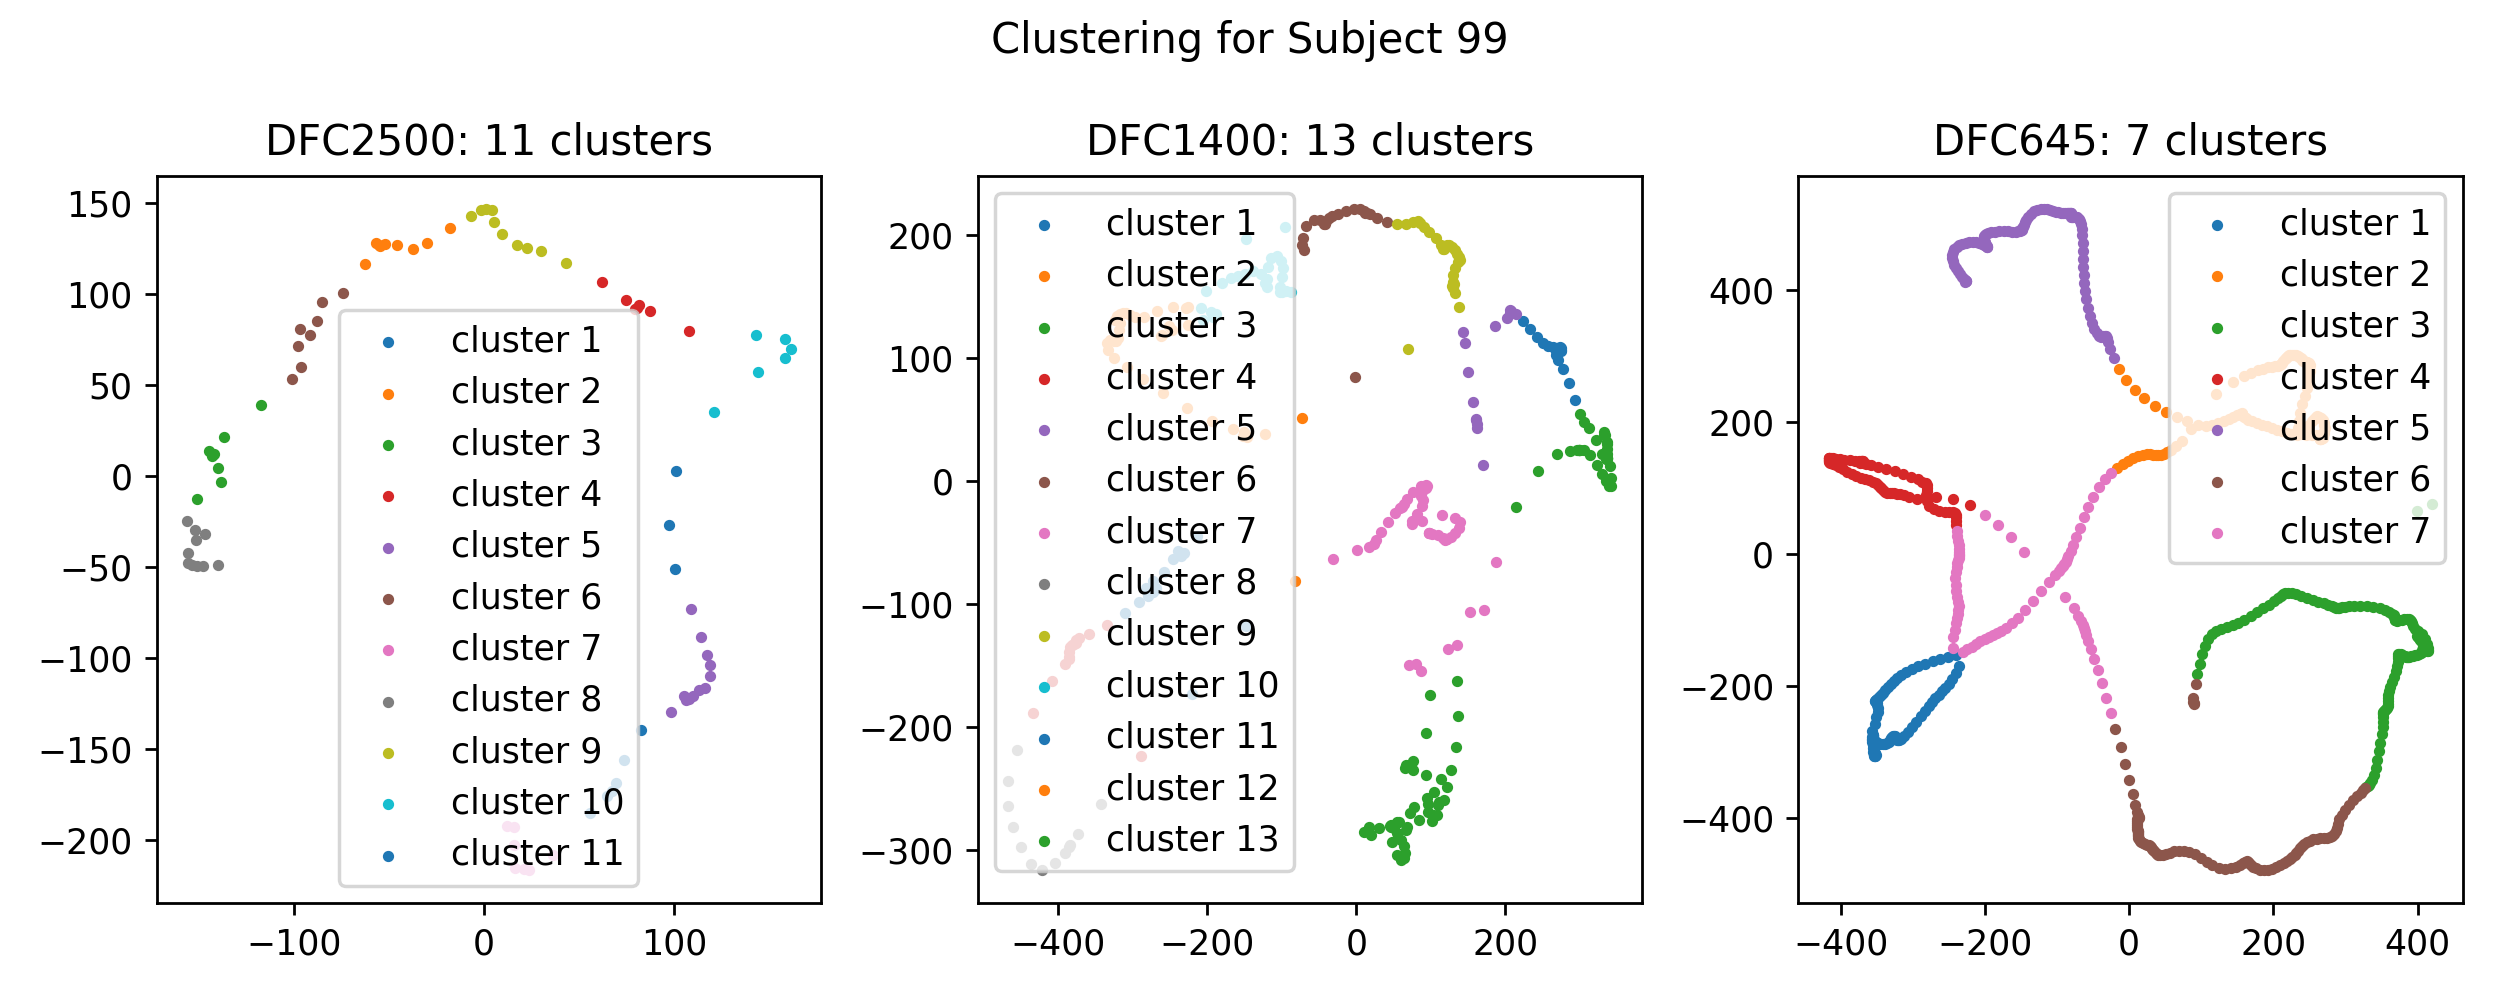 Clustering for Subject 99
DFC2500: 11 clusters
150
100
50
0
−50
−100
−150
−200
−100
0
100
cluster 1
cluster 2
cluster 3
cluster 4
cluster 5
cluster 6
cluster 7
cluster 8
cluster 9
cluster 10
cluster 11
DFC1400: 13 clusters
200
100
0
−100
−200
−300
−400
−200
0
200
cluster 1
cluster 2
cluster 3
cluster 4
cluster 5
cluster 6
cluster 7
cluster 8
cluster 9
cluster 10
cluster 11
cluster 12
cluster 13
DFC645: 7 clusters
400
200
0
−200
−400
−400
−200
0
200
400
cluster 1
cluster 2
cluster 3
cluster 4
cluster 5
cluster 6
cluster 7